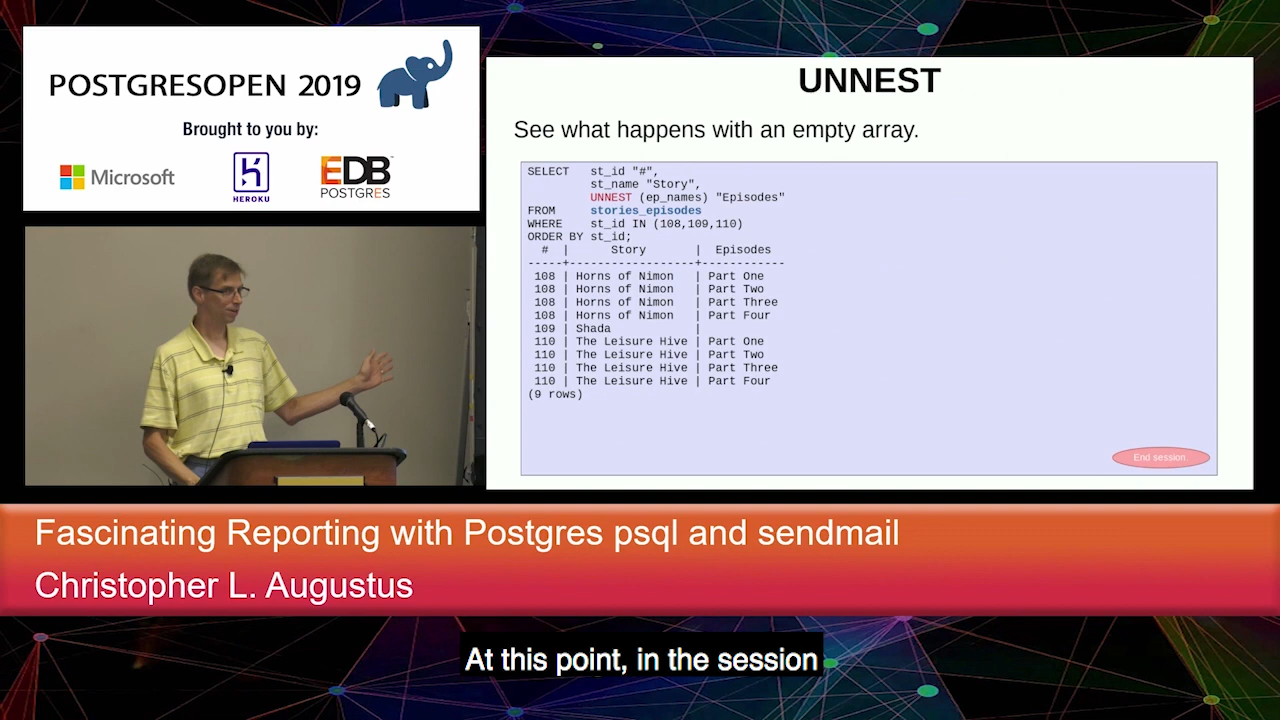 POSTGRESOPEN 2019
Brought to you by:
Microsoft
HEROKU
EDB
POSTGRES
UNNEST
See what happens with an empty array.
SELECT   st_id "#",
         st_name "Story",
         UNNEST (ep_names) "Episodes"
FROM     stories_episodes
WHERE    st_id IN (108,109,110)
ORDER BY st_id;
  #  |      Story       |  Episodes
-----+------------------+------------
 108 | Horns of Nimon   | Part One
 108 | Horns of Nimon   | Part Two
 108 | Horns of Nimon   | Part Three
 108 | Horns of Nimon   | Part Four
 109 | Shada            |
 110 | The Leisure Hive | Part One
 110 | The Leisure Hive | Part Two
 110 | The Leisure Hive | Part Three
 110 | The Leisure Hive | Part Four
(9 rows)
End session.
Fascinating Reporting with Postgres psql and sendmail
Christopher L. Augustus
At this point, in the session